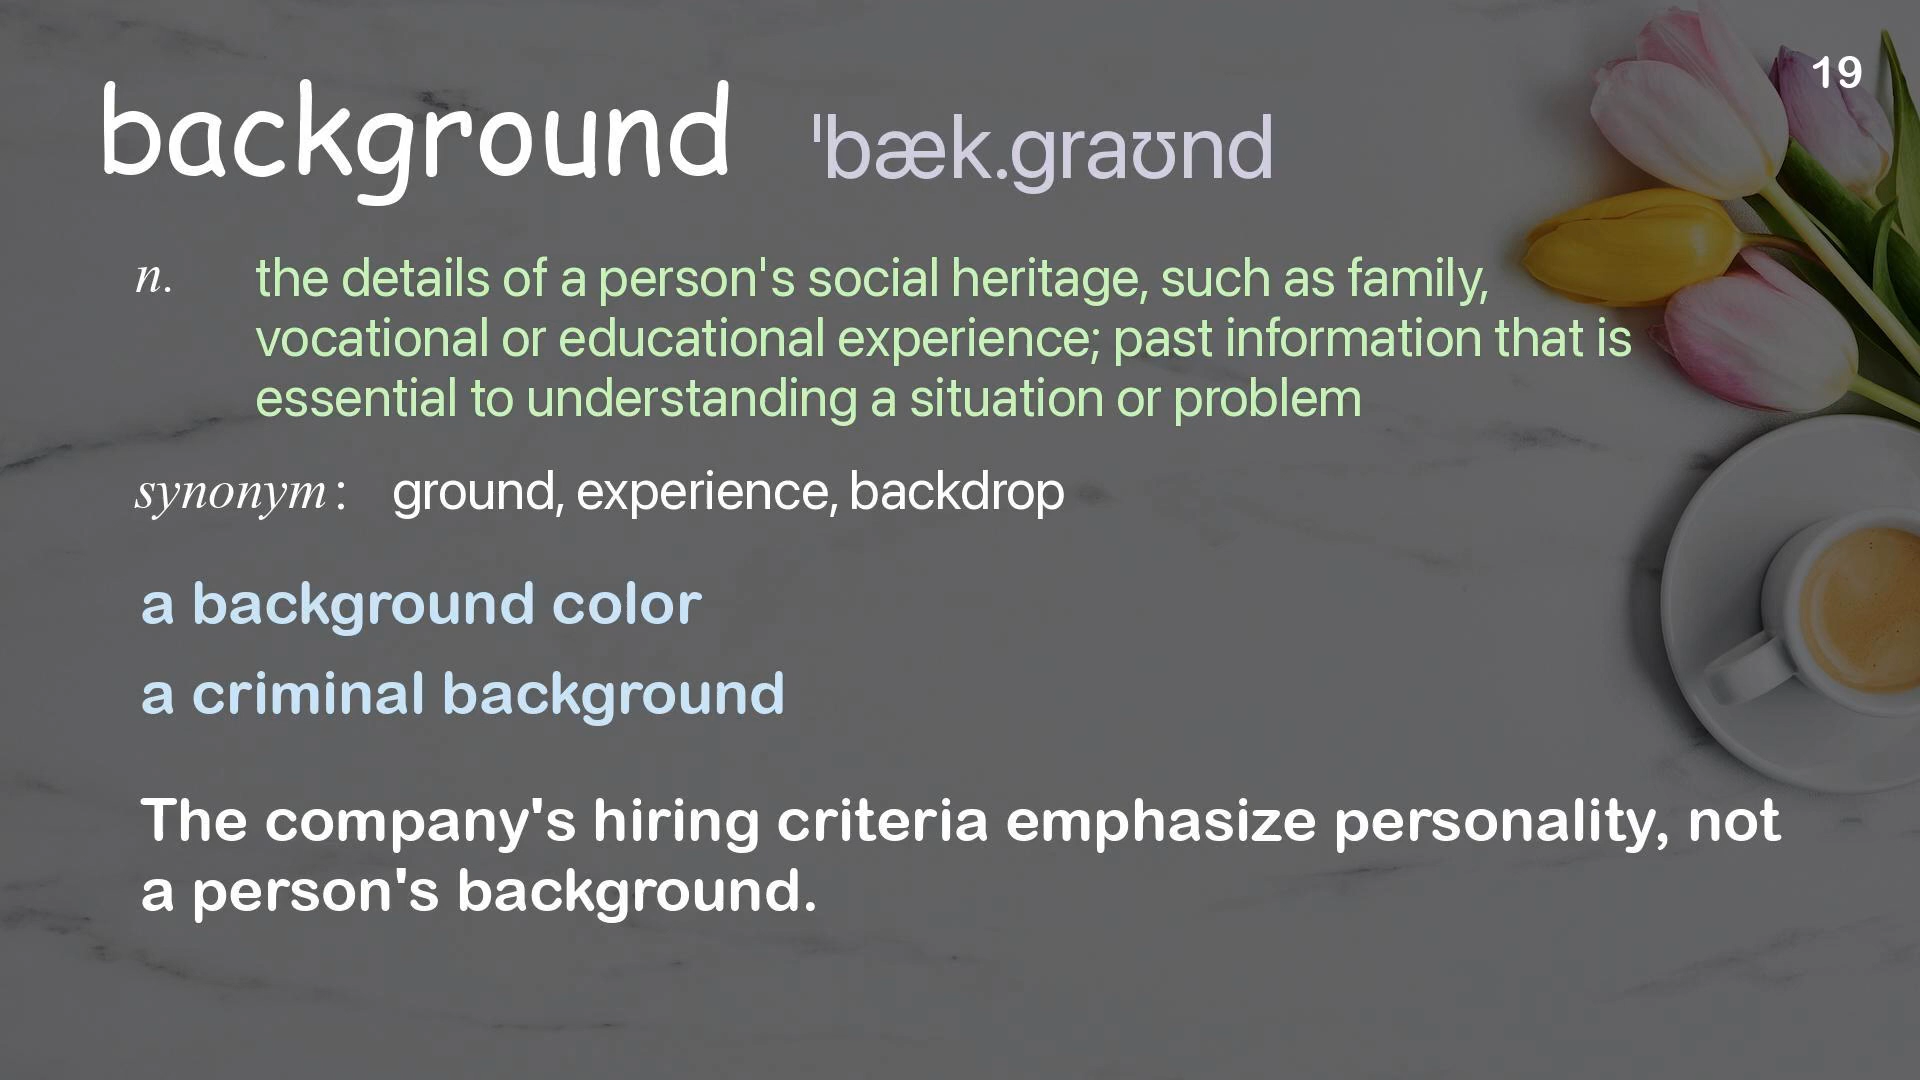 19
background ˈbæk.graʊnd
n. the details of a person's social heritage, such as family,
vocational or educational experience; past information that is
essential to understanding a situation or problem
synonym: ground, experience, backdrop
a background color
a criminal background
The company's hiring criteria emphasize personality, not
a person's background.